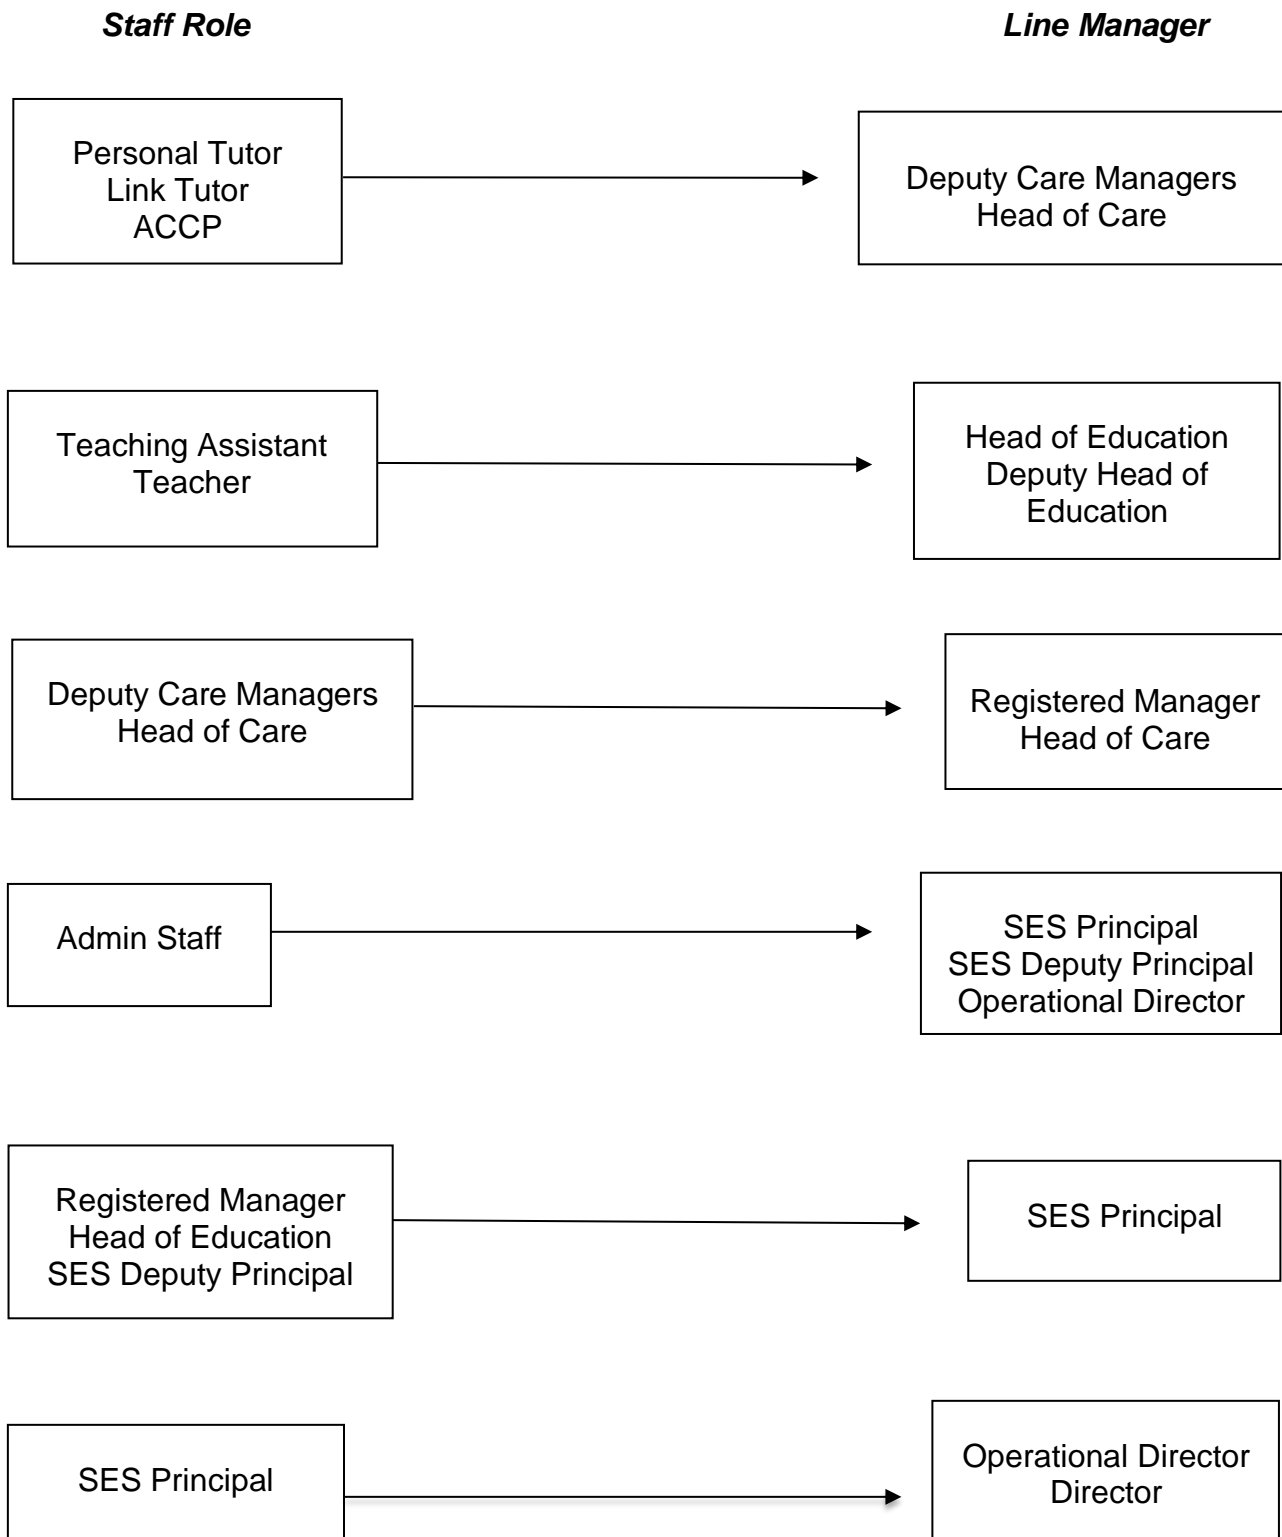 Staff Role
Line Manager
Personal Tutor
Link Tutor
ACCP
Deputy Care Managers
Head of Care
Teaching Assistant
Teacher
Head of Education
Deputy Head of
Education
Deputy Care Managers
Head of Care
Registered Manager
Head of Care
Admin Staff
SES Principal
SES Deputy Principal
Operational Director
Registered Manager
Head of Education
SES Deputy Principal
SES Principal
SES Principal
Operational Director
Director